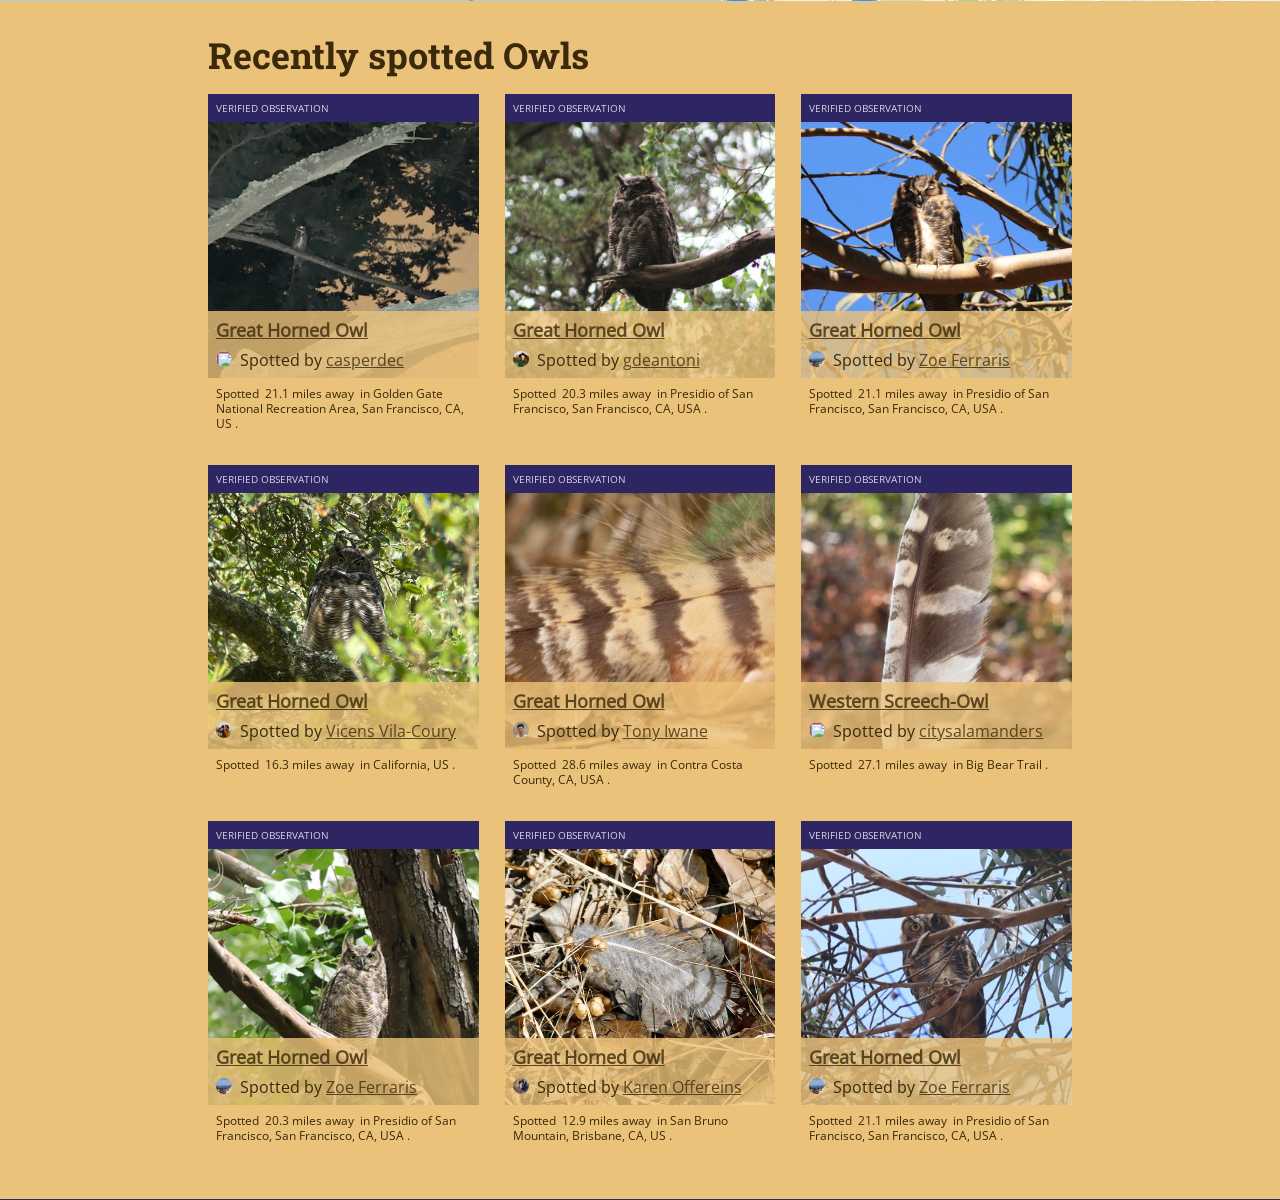 Recently spotted Owls
VERIFIED OBSERVATION
Great Horned Owl
Spotted by casperdec
Spotted 21.1 miles away in Golden Gate
National Recreation Area, San Francisco, CA,
US .
VERIFIED OBSERVATION
Great Horned Owl
Spotted by gdeantoni
Spotted 20.3 miles away in Presidio of San
Francisco, San Francisco, CA, USA .
VERIFIED OBSERVATION
Great Horned Owl
Spotted by Zoe Ferraris
Spotted 21.1 miles away in Presidio of San
Francisco, San Francisco, CA, USA .
VERIFIED OBSERVATION
Great Horned Owl
Spotted by Vicens Vila-Coury
Spotted 16.3 miles away in California, US .
VERIFIED OBSERVATION
Great Horned Owl
Spotted by Tony Iwane
Spotted 28.6 miles away in Contra Costa
County, CA, USA .
VERIFIED OBSERVATION
Western Screech-Owl
Spotted by citysalamanders
Spotted 27.1 miles away in Big Bear Trail .
VERIFIED OBSERVATION
Great Horned Owl
Spotted by Zoe Ferraris
Spotted 20.3 miles away in Presidio of San
Francisco, San Francisco, CA, USA .
VERIFIED OBSERVATION
Great Horned Owl
Spotted by Karen Offereins
Spotted 12.9 miles away in San Bruno
Mountain, Brisbane, CA, US .
VERIFIED OBSERVATION
Great Horned Owl
Spotted by Zoe Ferraris
Spotted 21.1 miles away in Presidio of San
Francisco, San Francisco, CA, USA .